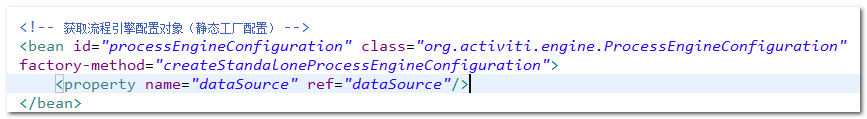 <!-- 获取流程引擎配置对象（静态工厂配置） -->
<bean id="processEngineConfiguration" class="org.activiti.engine.ProcessEngineConfiguration"
factory-method="createStandaloneProcessEngineConfiguration">
<property name="dataSource" ref="dataSource"/>
</bean>